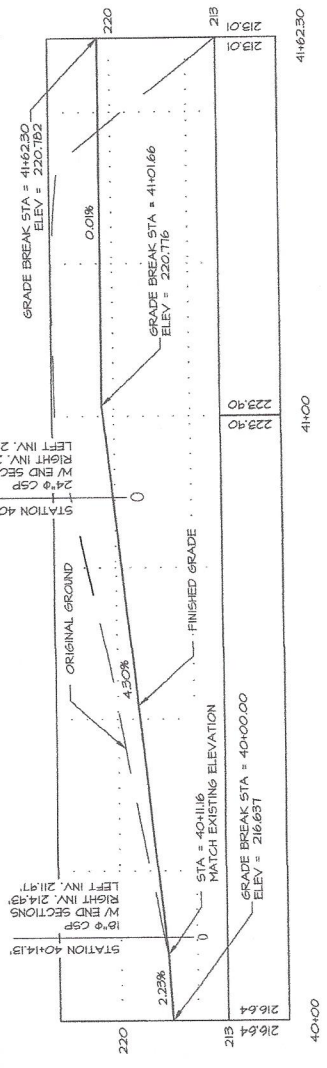 220
213
GRADE BREAK STA = 41+62.30
ELEV = 220.782
0.01%
GRADE BREAK STA = 41+01.66
ELEV = 220.776
213.01
213.01
41+62.30
STATION 40
24"φ CSP
W/ END SEC
RIGHT INV.
LEFT INV.
ORIGINAL GROUND
4.30%
FINISHED GRADE
223.90
223.90
41+00
STATION 40+14.13'
18"φ CSP
W/ END SECTIONS
RIGHT INV. 214.93'
LEFT INV. 211.97'
2.23%
STA = 40+11.16
MATCH EXISTING ELEVATION
GRADE BREAK STA = 40+00.00
ELEV = 216.637
220
213
216.64
216.64
40+00